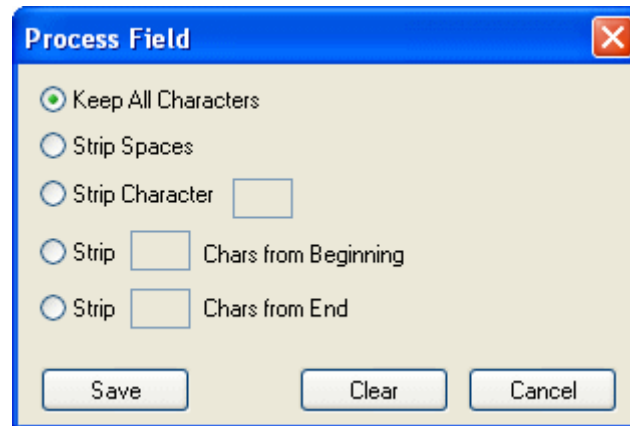 Process Field
Keep All Characters
Strip Spaces
Strip Character
Strip Chars from Beginning
Strip Chars from End
Save Clear Cancel